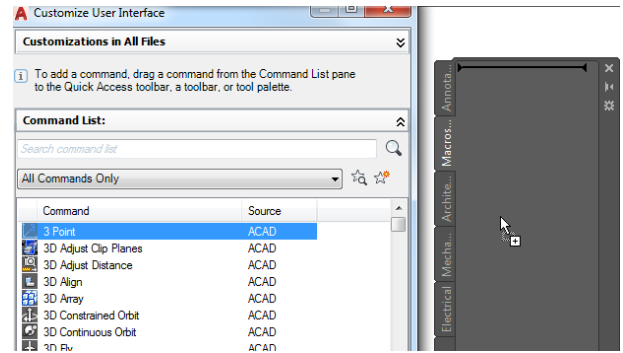 Customize User Interface
Customizations in All Files
To add a command, drag a command from the Command List pane
to the Quick Access toolbar, a toolbar, or tool palette.
Command List:
Search command list
All Commands Only
Command Source
3 Point ACAD
3D Adjust Clip Planes ACAD
3D Adjust Distance ACAD
3D Align ACAD
3D Array ACAD
3D Constrained Orbit ACAD
3D Continuous Orbit ACAD
3D Fly ACAD
Annota...
Macros...
Archite...
Mecha...
Electrical